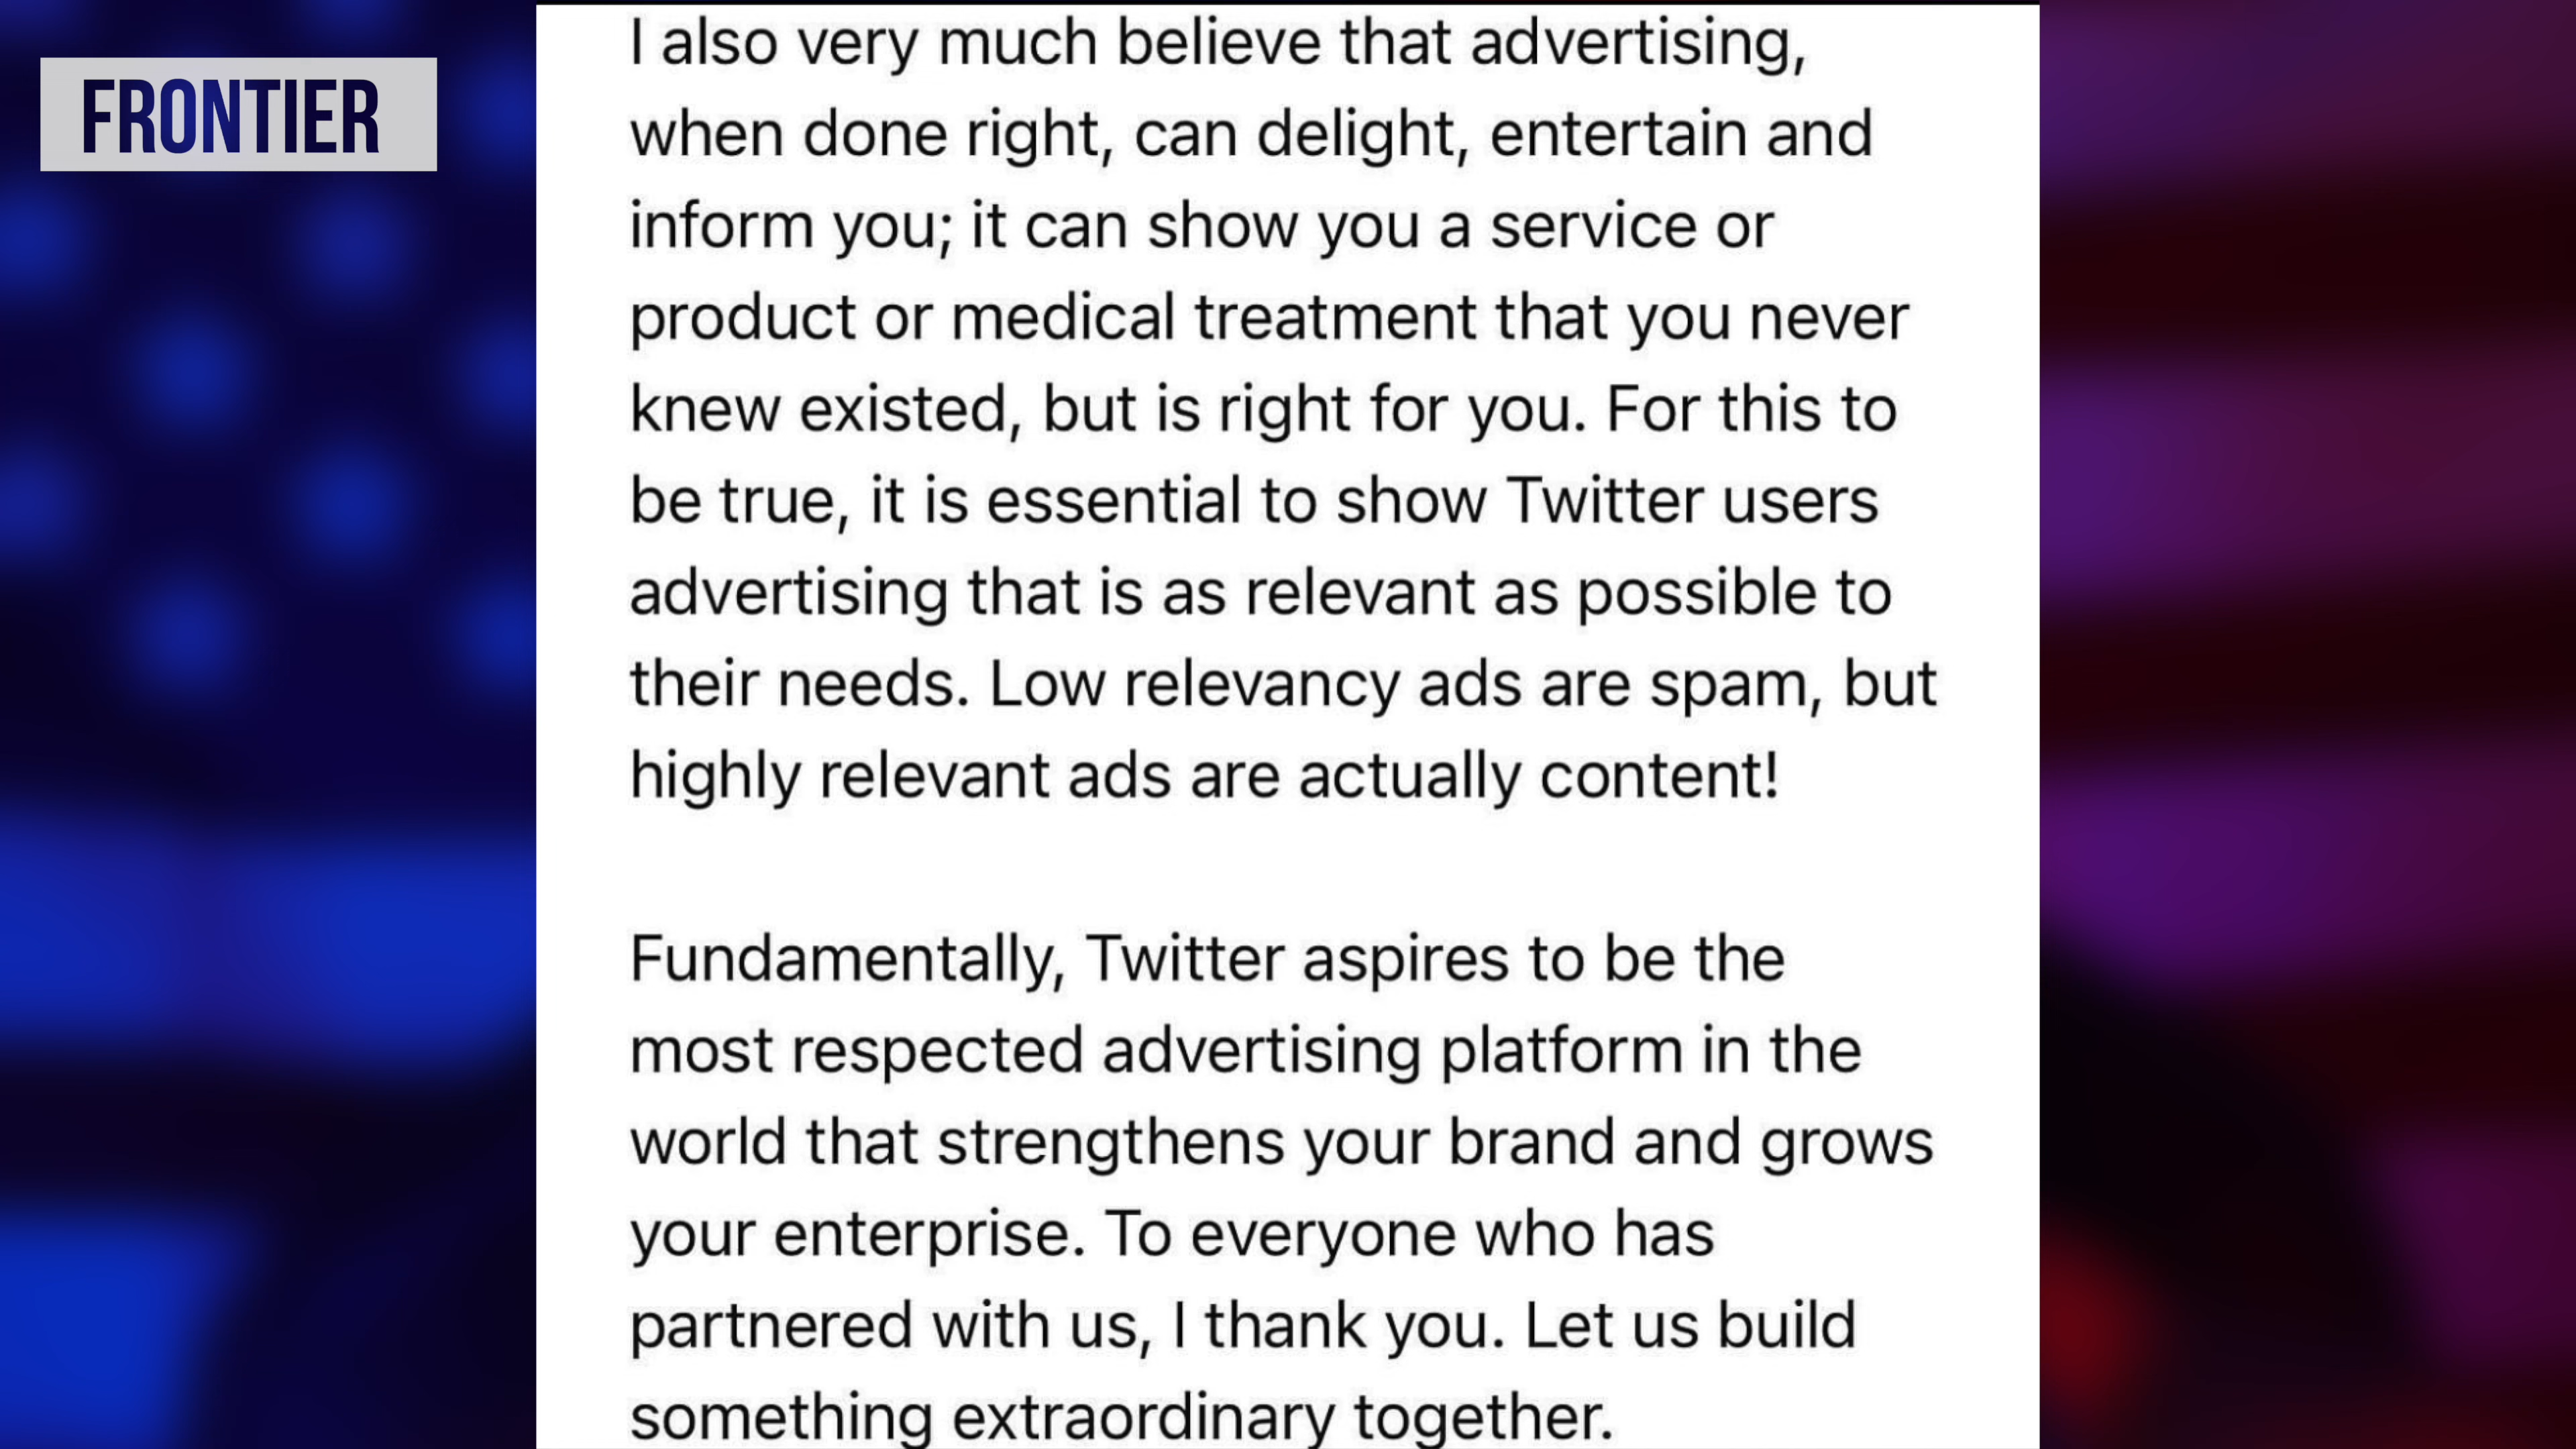 FRONTIER
I also very much believe that advertising,
when done right, can delight, entertain and
inform you; it can show you a service or
product or medical treatment that you never
knew existed, but is right for you. For this to
be true, it is essential to show Twitter users
advertising that is as relevant as possible to
their needs. Low relevancy ads are spam, but
highly relevant ads are actually content!
Fundamentally, Twitter aspires to be the
most respected advertising platform in the
world that strengthens your brand and grows
your enterprise. To everyone who has
partnered with us, I thank you. Let us build
something extraordinary together.